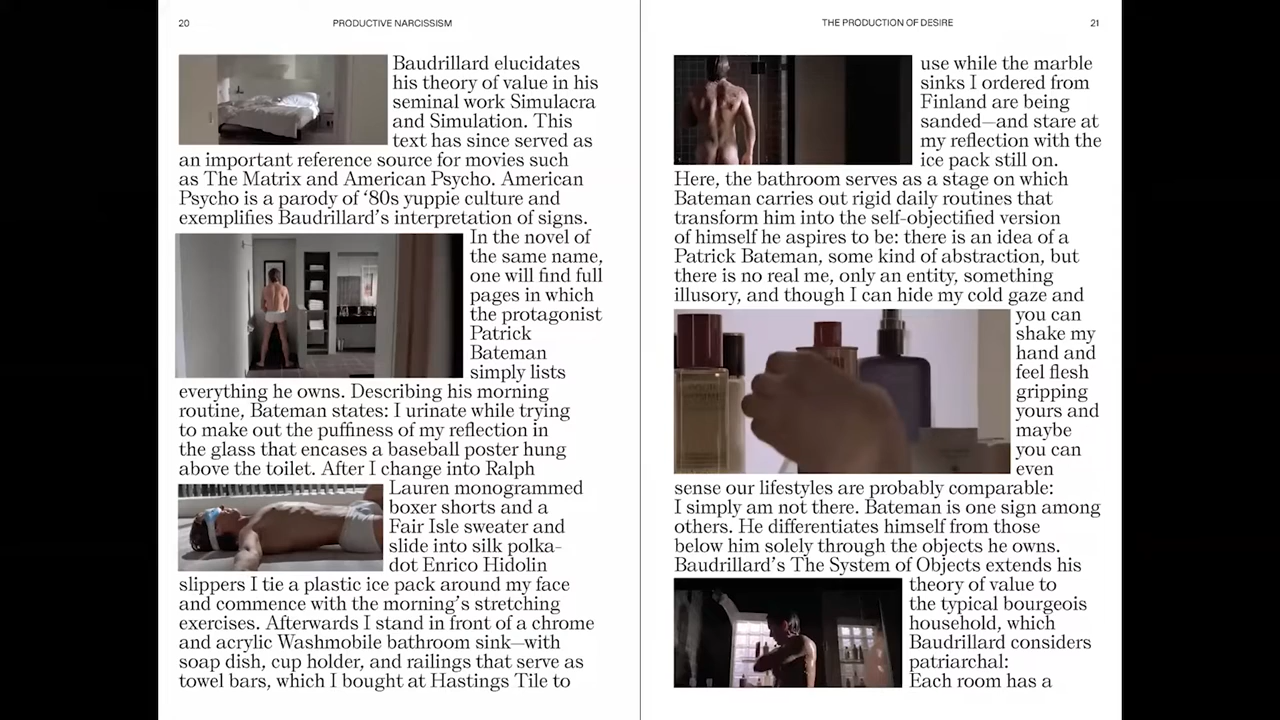 20
PRODUCTIVE NARCISSISM
Baudrillard elucidates
his theory of value in his
seminal work Simulacra
and Simulation. This
text has since served as
an important reference source for movies such
as The Matrix and American Psycho. American
Psycho is a parody of ‘80s yuppie culture and
exemplifies Baudrillard’s interpretation of signs.
In the novel of
the same name,
one will find full
pages in which
the protagonist
Patrick
Bateman
simply lists
everything he owns. Describing his morning
routine, Bateman states: I urinate while trying
to make out the puffiness of my reflection in
the glass that encases a baseball poster hung
above the toilet. After I change into Ralph
Lauren monogrammed
boxer shorts and a
Fair Isle sweater and
slide into silk polka-
dot Enrico Hidolin
slippers I tie a plastic ice pack around my face
and commence with the morning’s stretching
exercises. Afterwards I stand in front of a chrome
and acrylic Washmobile bathroom sink—with
soap dish, cup holder, and railings that serve as
towel bars, which I bought at Hastings Tile to
THE PRODUCTION OF DESIRE
21
use while the marble
sinks I ordered from
Finland are being
sanded—and stare at
my reflection with the
ice pack still on.
Here, the bathroom serves as a stage on which
Bateman carries out rigid daily routines that
transform him into the self-objectified version
of himself he aspires to be: there is an idea of a
Patrick Bateman, some kind of abstraction, but
there is no real me, only an entity, something
illusory, and though I can hide my cold gaze and
you can
shake my
hand and
feel flesh
gripping
yours and
maybe
you can
even
sense our lifestyles are probably comparable:
I simply am not there. Bateman is one sign among
others. He differentiates himself from those
below him solely through the objects he owns.
Baudrillard’s The System of Objects extends his
theory of value to
the typical bourgeois
household, which
Baudrillard considers
patriarchal:
Each room has a